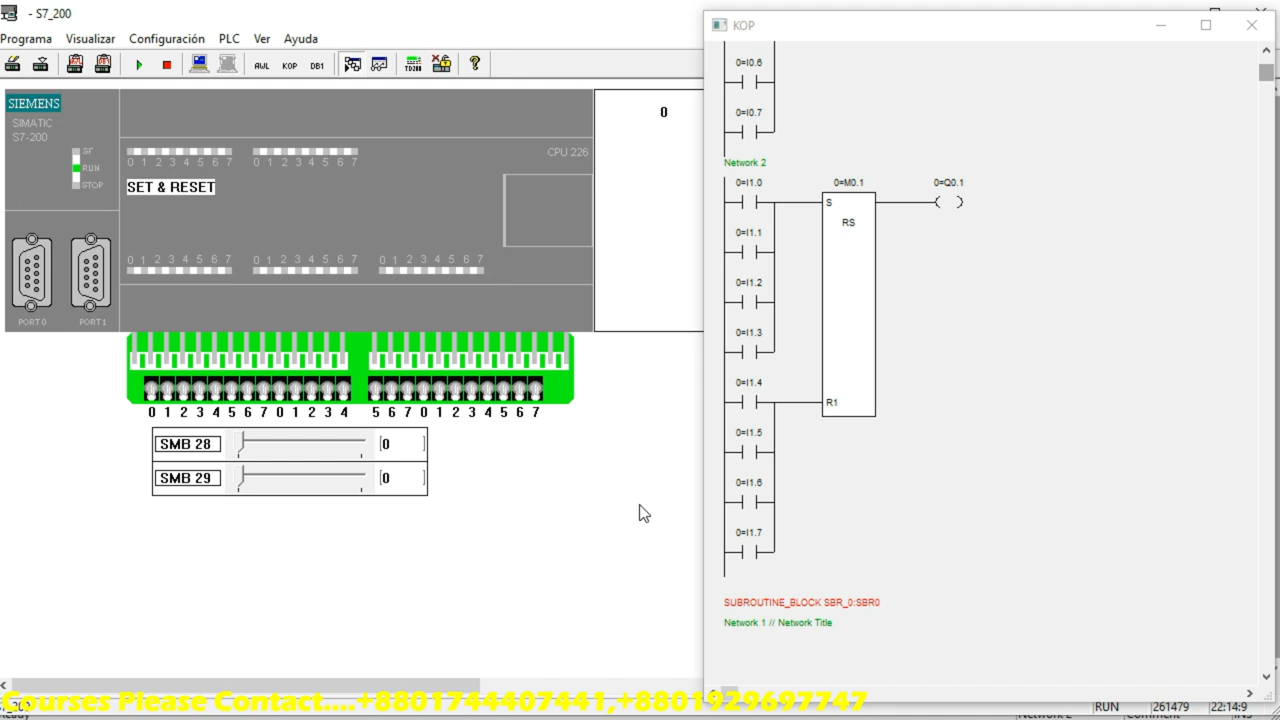 - S7_200
Programa Visualizar Configuración PLC Ver Ayuda
AWL KOP DB1 TD200 ?
SIEMENS
SIMATIC
S7-200
SF
RUN
STOP
0 1 2 3 4 5 6 7 0 1 2 3 4 5 6 7
CPU 226
SET & RESET
0 1 2 3 4 5 6 7 0 1 2 3 4 5 6 7 0 1 2 3 4 5 6 7
PORT 0 PORT 1
0
0 1 2 3 4 5 6 7 0 1 2 3 4 5 6 7 0 1 2 3 4 5 6 7
SMB 28 [0 ]
SMB 29 [0 ]
KOP
0=I0.6
0=I0.7
Network 2
0=I1.0 0=M0.1 0=Q0.1
S
RS
0=I1.1
0=I1.2
0=I1.3
0=I1.4
R1
0=I1.5
0=I1.6
0=I1.7
SUBROUTINE_BLOCK SBR_0:SBR0
Network 1 // Network Title
Courses Please Contact....+8801744407441,+8801929697747
RUN 261479 22:14:9